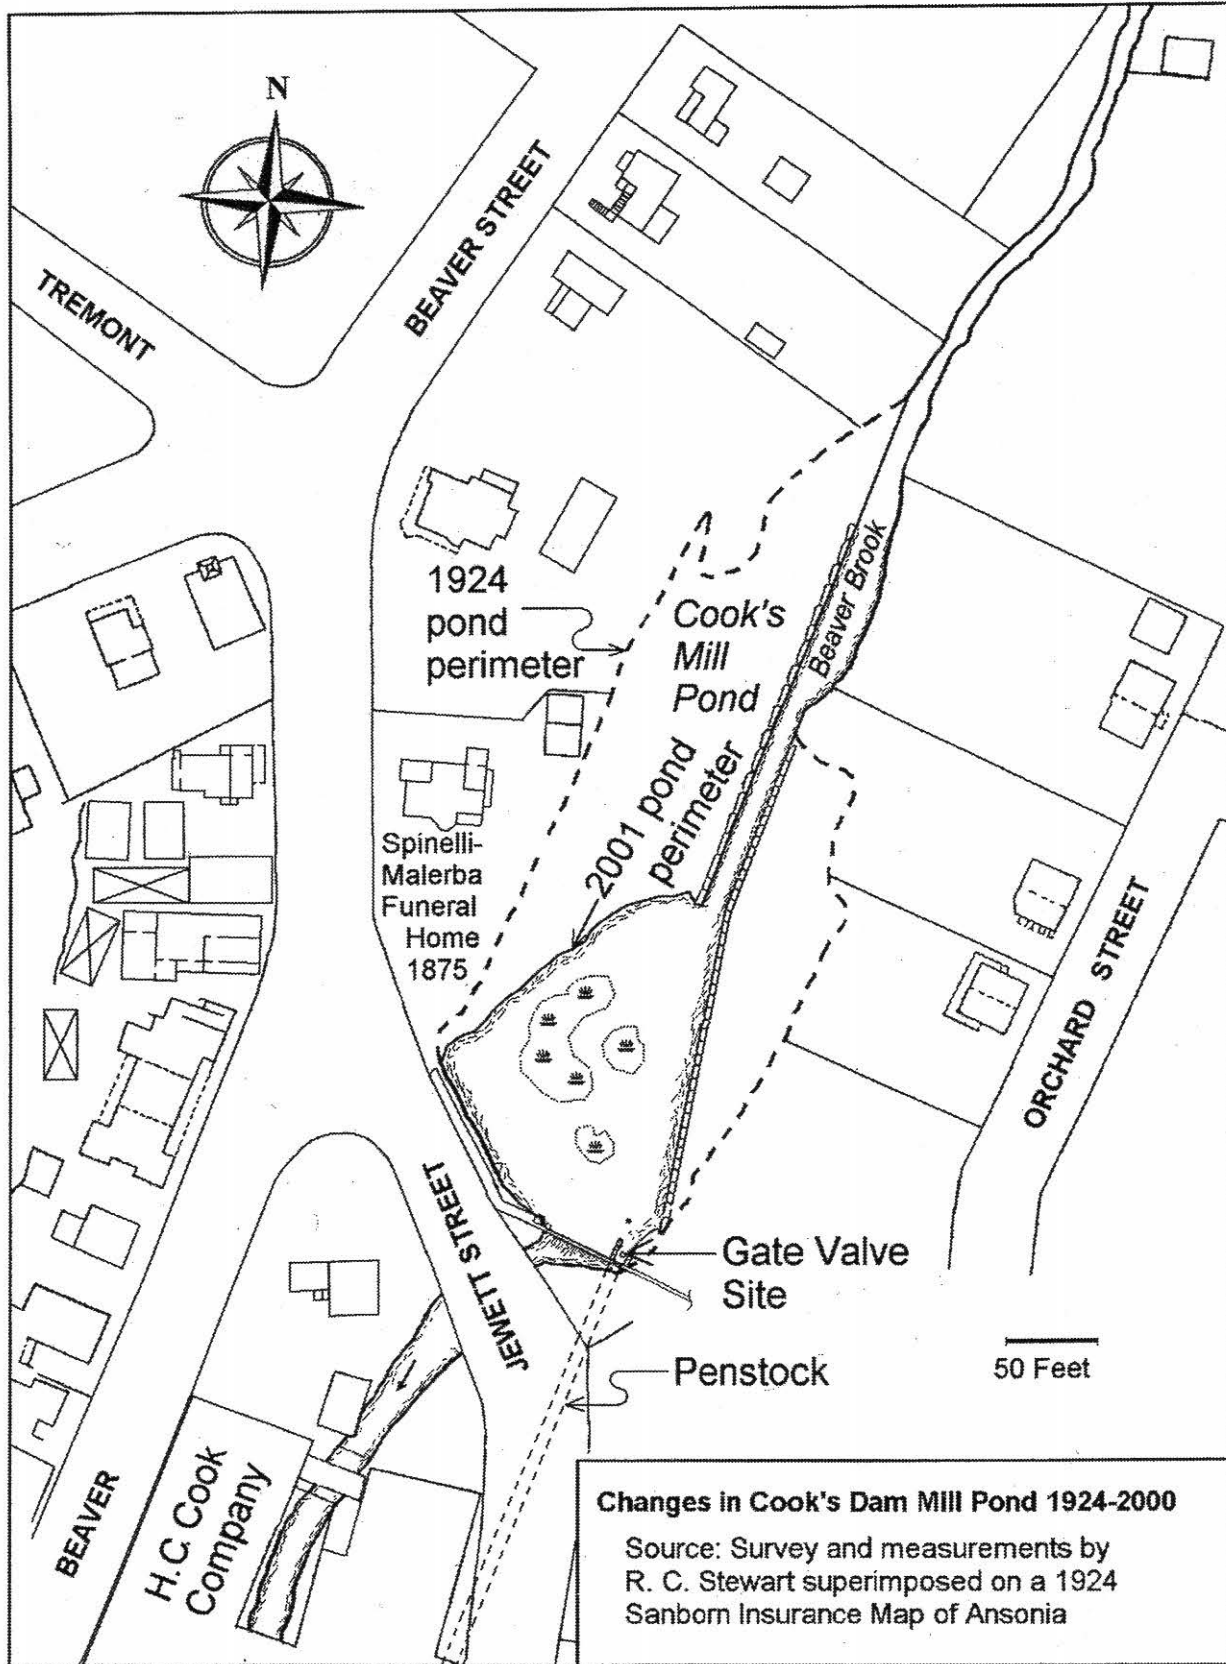 N
TREMONT
BEAVER STREET
1924
pond
perimeter
Cook's
Mill
Pond
Beaver Brook
2001 pond
perimeter
Spinelli-
Malerba
Funeral
Home
1875
ORCHARD STREET
JEWETT STREET
Gate Valve
Site
Penstock
50 Feet
BEAVER
H.C. Cook
Company
Changes in Cook's Dam Mill Pond 1924-2000
Source: Survey and measurements by
R. C. Stewart superimposed on a 1924
Sanborn Insurance Map of Ansonia